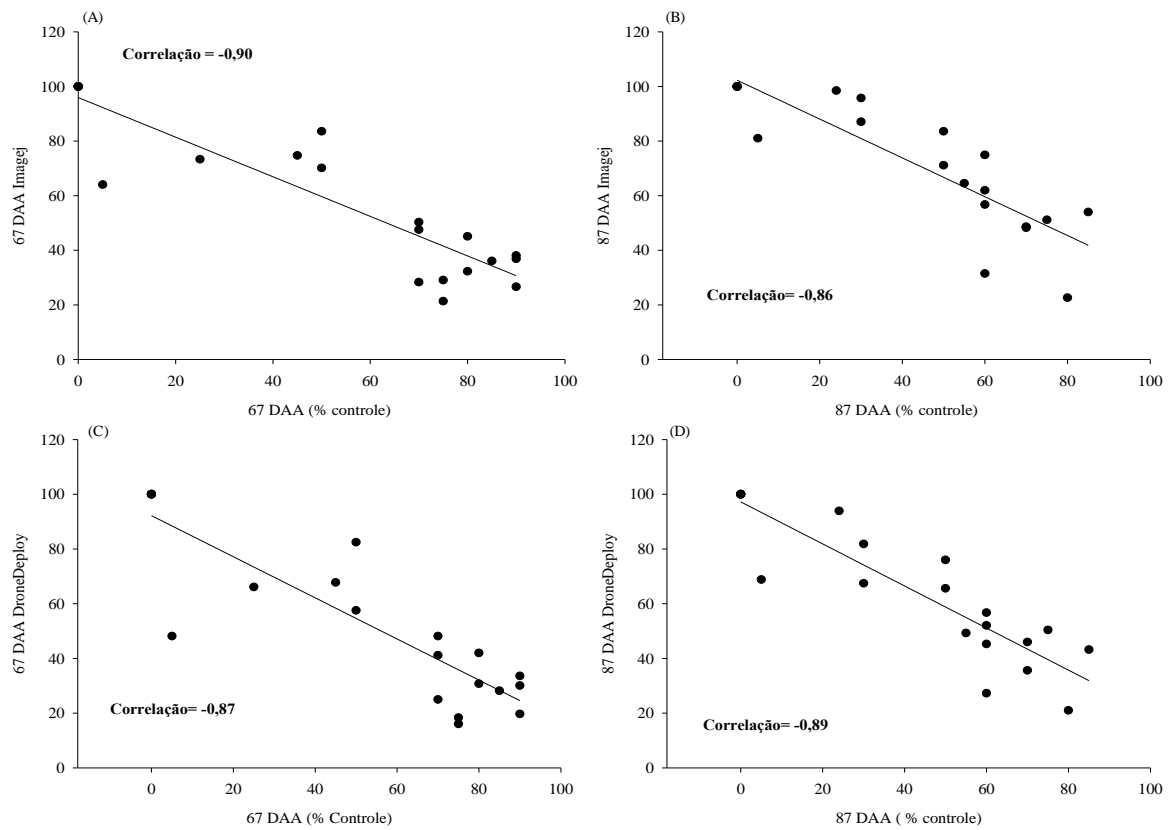 (A)
Correlação = -0,90
120
100
80
60
40
20
0
67 DAA Imagej
0 20 40 60 80 100
67 DAA (% controle)
(B)
Correlação= -0,86
120
100
80
60
40
20
0
87 DAA Imagej
0 20 40 60 80 100
87 DAA (% controle)
(C)
Correlação= -0,87
120
100
80
60
40
20
0
67 DAA DroneDeploy
0 20 40 60 80 100
67 DAA (% Controle)
(D)
Correlação= -0,89
120
100
80
60
40
20
0
87 DAA DroneDeploy
0 20 40 60 80 100
87 DAA ( % controle)